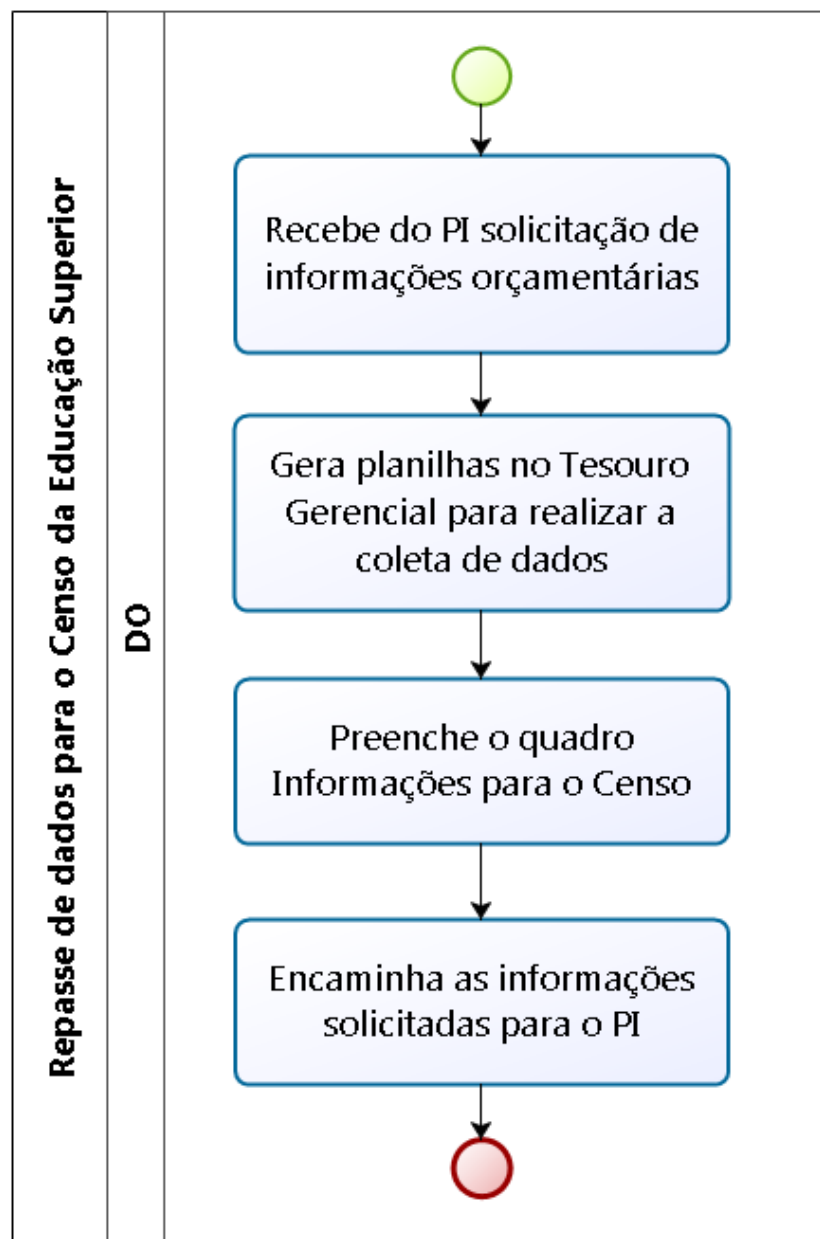 Repasse de dados para o Censo da Educação Superior
DO
Recebe do PI solicitação de
informações orçamentárias
Gera planilhas no Tesouro
Gerencial para realizar a
coleta de dados
Preenche o quadro
Informações para o Censo
Encaminha as informações
solicitadas para o PI